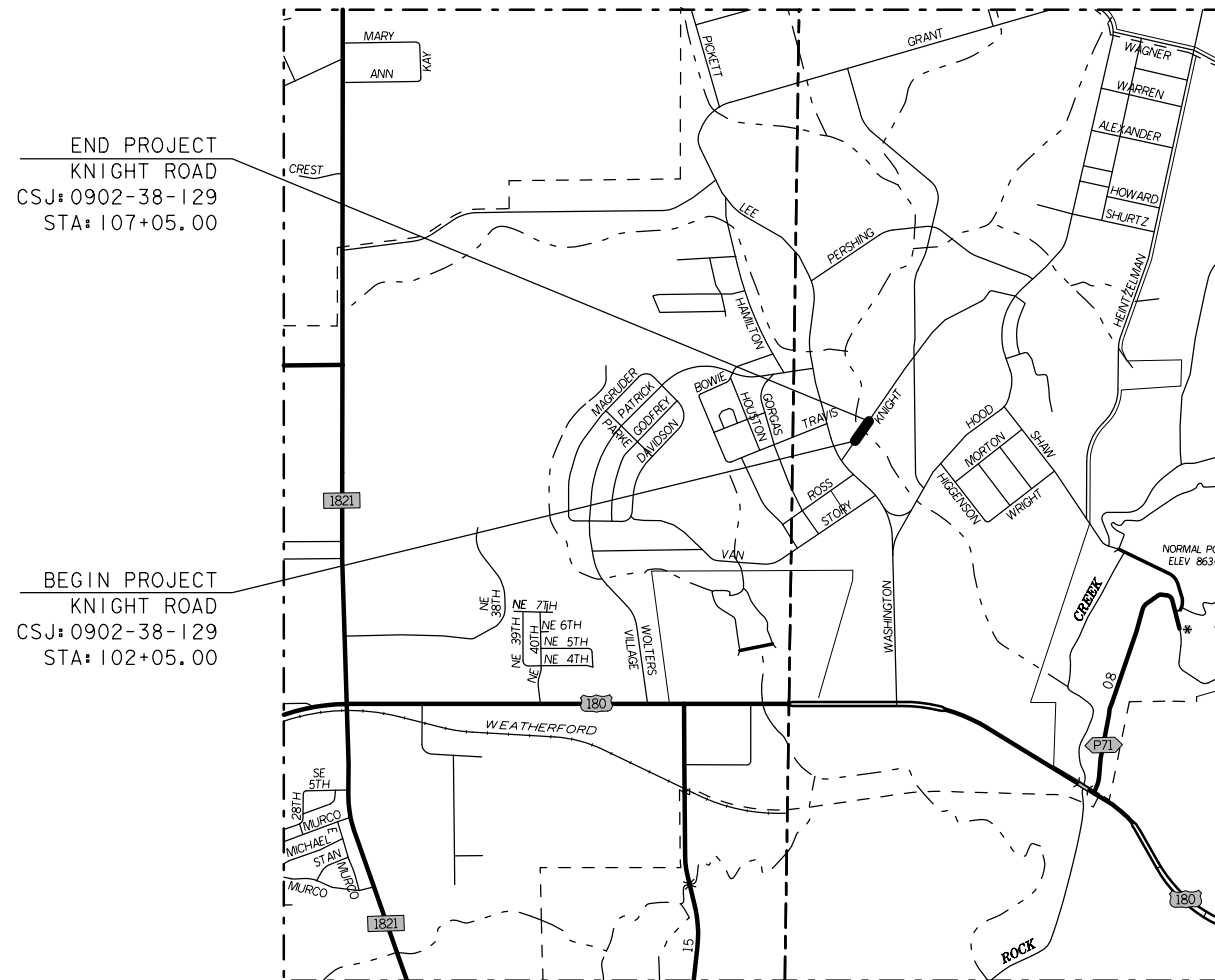 END PROJECT
KNIGHT ROAD
CSJ: 0902-38-129
STA: 107+05.00
BEGIN PROJECT
KNIGHT ROAD
CSJ: 0902-38-129
STA: 102+05.00
MARY
ANN
KAY
CREST
PICKETT
GRANT
WAGNER
WARREN
ALEXANDER
HOWARD
SHURTZ
HEINTZELMAN
LEE
PERSHING
HAMILTON
MAGRUDER
PATRICK
GODFREY
PARKE
DAVIDSON
BOWIE
HOUSTON
GORGAS
TRAVIS
KNIGHT
ROSS
STORY
VAN
HOOD
MORTON
SHAW
HIGGENSON
WRIGHT
1821
NE 38TH
NE 7TH
NE 6TH
NE 5TH
NE 4TH
NE 39TH
NE 40TH
VILLAGE
WOLTERS
WASHINGTON
CREEK
NORMAL PO
ELEV 863
*
08
P71
180
WEATHERFORD
SE 5TH
28TH
MURCO
MICHAEL
E
STAN
MURCO
MURCO
1821
15
ROCK
180